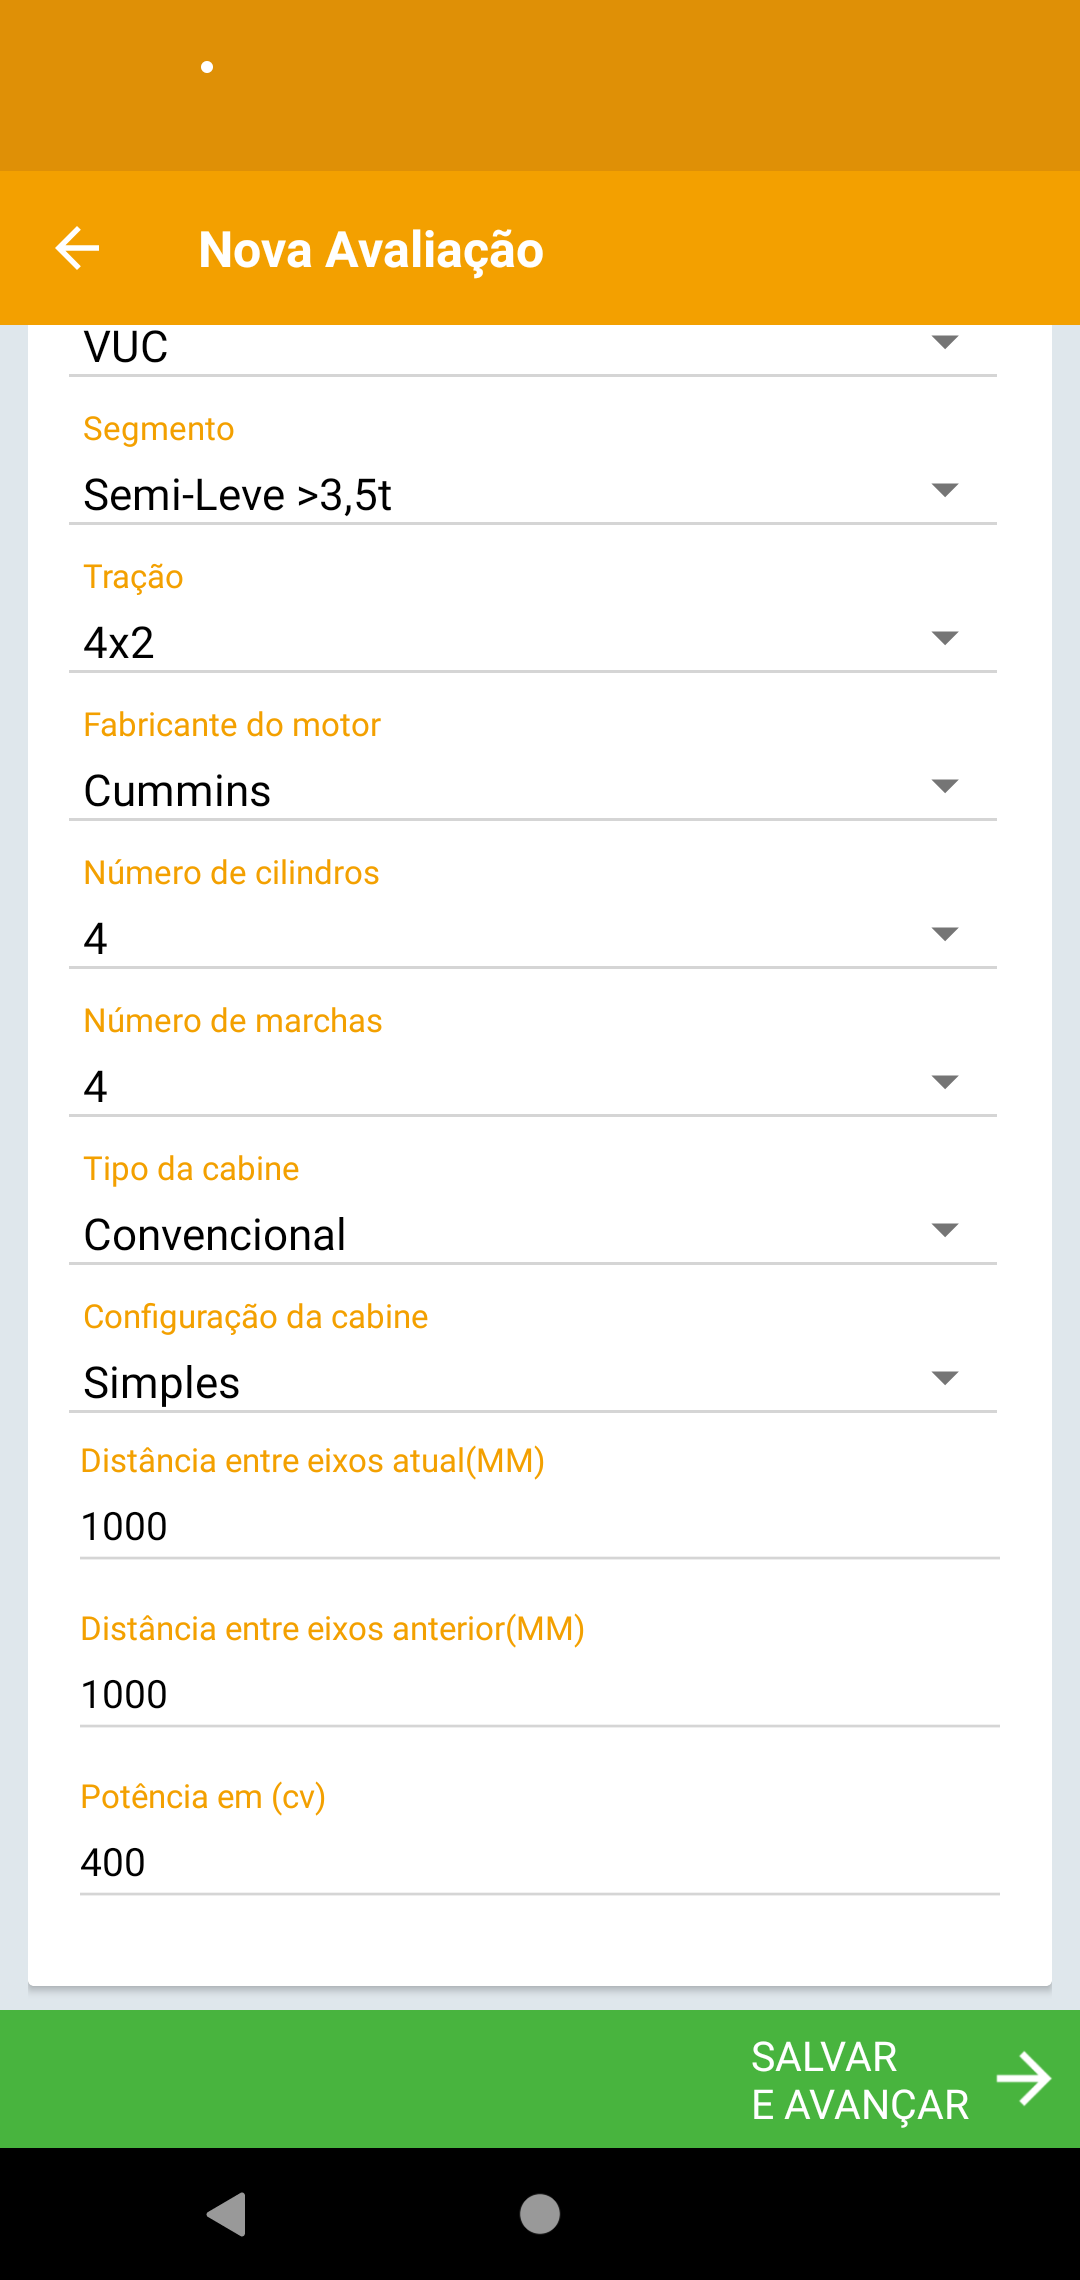 Nova Avaliação
VUC
Segmento
Semi-Leve >3,5t
Tração
4x2
Fabricante do motor
Cummins
Número de cilindros
4
Número de marchas
4
Tipo da cabine
Convencional
Configuração da cabine
Simples
Distância entre eixos atual(MM)
1000
Distância entre eixos anterior(MM)
1000
Potência em (cv)
400
SALVAR
E AVANÇAR